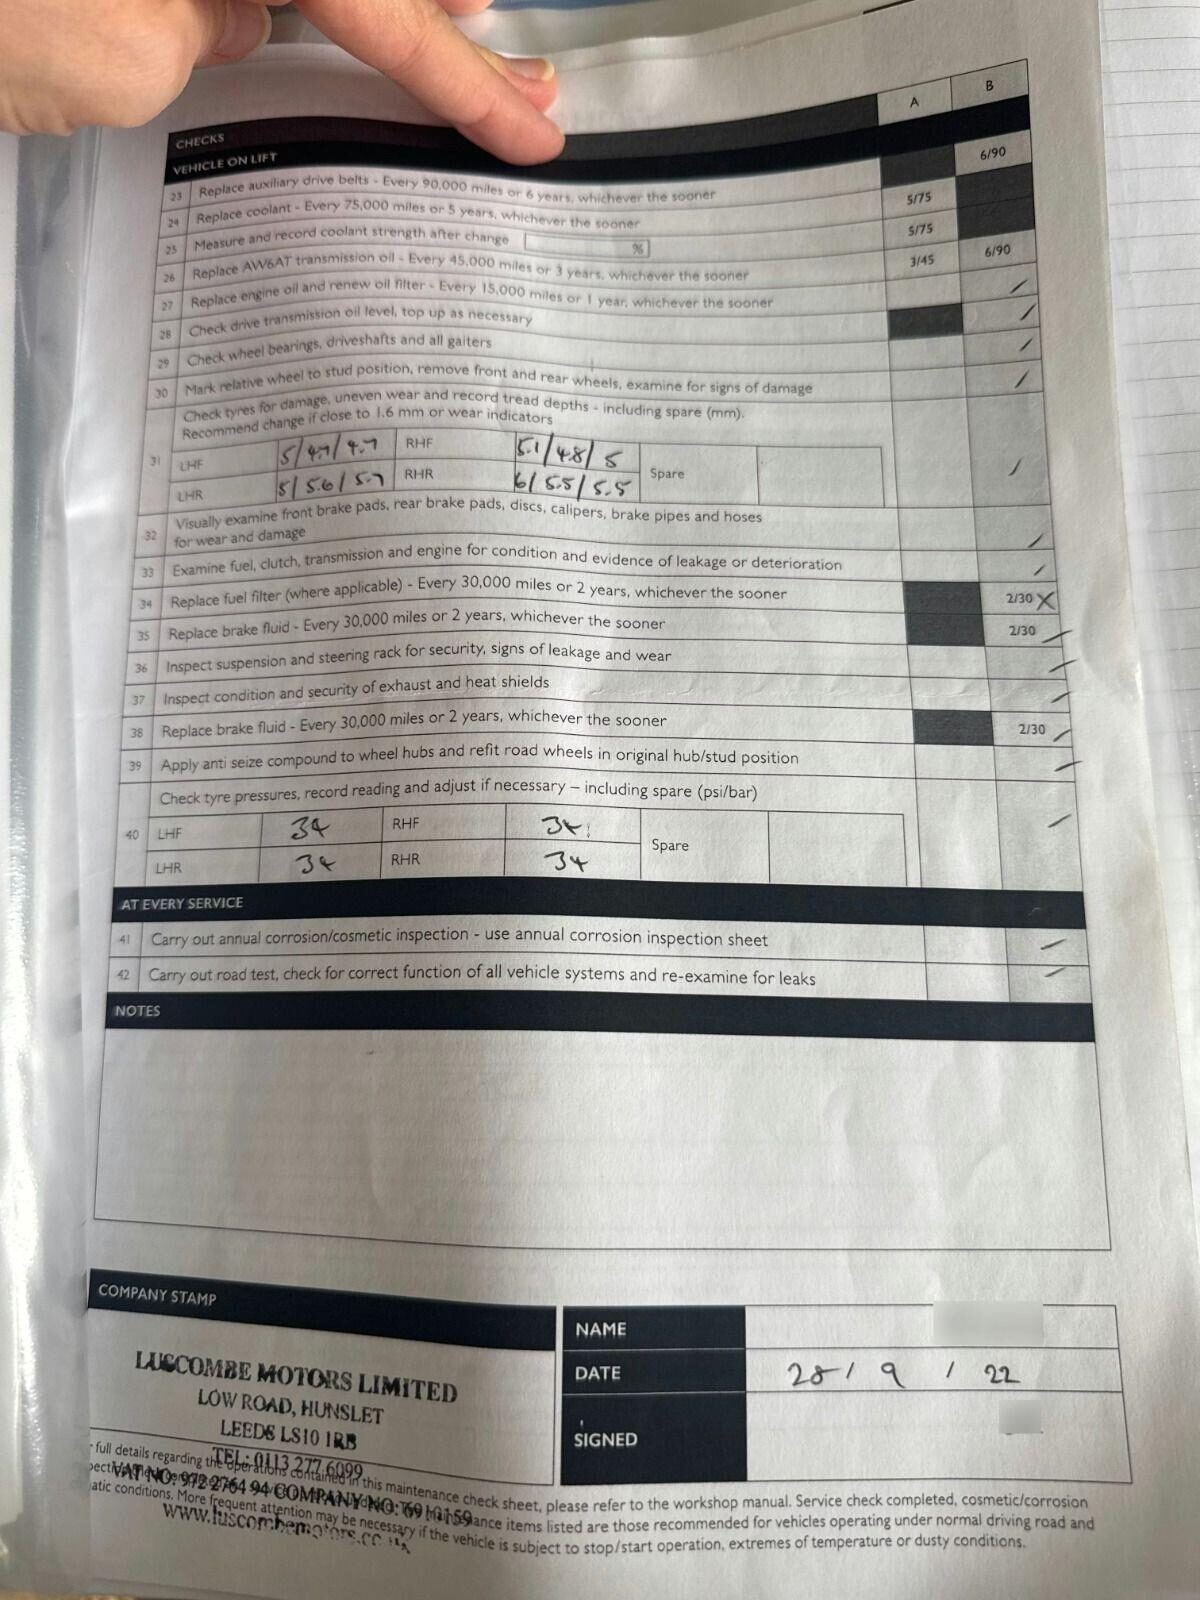 A B
CHECKS
VEHICLE ON LIFT
23 Replace auxiliary drive belts - Every 90,000 miles or 6 years, whichever the sooner 6/90
24 Replace coolant - Every 75,000 miles or 5 years, whichever the sooner 5/75
25 Measure and record coolant strength after change % 5/75
26 Replace AW6AT transmission oil - Every 45,000 miles or 3 years, whichever the sooner 3/45 6/90
27 Replace engine oil and renew oil filter - Every 15,000 miles or 1 year, whichever the sooner /
28 Check drive transmission oil level, top up as necessary /
29 Check wheel bearings, driveshafts and all gaiters /
30 Mark relative wheel to stud position, remove front and rear wheels, examine for signs of damage /
31 Check tyres for damage, uneven wear and record tread depths - including spare (mm).
Recommend change if close to 1.6 mm or wear indicators
LHF 5/4.7/4.7 RHF 5.1/4.8/5 Spare /
LHR 5/5.6/5.7 RHR 6/5.5/5.5
32 Visually examine front brake pads, rear brake pads, discs, calipers, brake pipes and hoses
for wear and damage /
33 Examine fuel, clutch, transmission and engine for condition and evidence of leakage or deterioration /
34 Replace fuel filter (where applicable) - Every 30,000 miles or 2 years, whichever the sooner 2/30 X
35 Replace brake fluid - Every 30,000 miles or 2 years, whichever the sooner 2/30 /
36 Inspect suspension and steering rack for security, signs of leakage and wear /
37 Inspect condition and security of exhaust and heat shields /
38 Replace brake fluid - Every 30,000 miles or 2 years, whichever the sooner 2/30 /
39 Apply anti seize compound to wheel hubs and refit road wheels in original hub/stud position /
40 Check tyre pressures, record reading and adjust if necessary – including spare (psi/bar)
LHF 34 RHF 34 Spare /
LHR 34 RHR 34
AT EVERY SERVICE
41 Carry out annual corrosion/cosmetic inspection - use annual corrosion inspection sheet /
42 Carry out road test, check for correct function of all vehicle systems and re-examine for leaks /
NOTES
COMPANY STAMP
LUSCOMBE MOTORS LIMITED
LOW ROAD, HUNSLET
LEEDS LS10 1RB
TEL: 0113 277 6099
VAT NO: 972 2764 94 COMPANY NO: 6910159
www.luscombemotors.co.uk
NAME
DATE 28/9/22
SIGNED
full details regarding the operations contained in this maintenance check sheet, please refer to the workshop manual. Service check completed, cosmetic/corrosion
items listed are those recommended for vehicles operating under normal driving road and
atic conditions. More frequent attention may be necessary if the vehicle is subject to stop/start operation, extremes of temperature or dusty conditions.